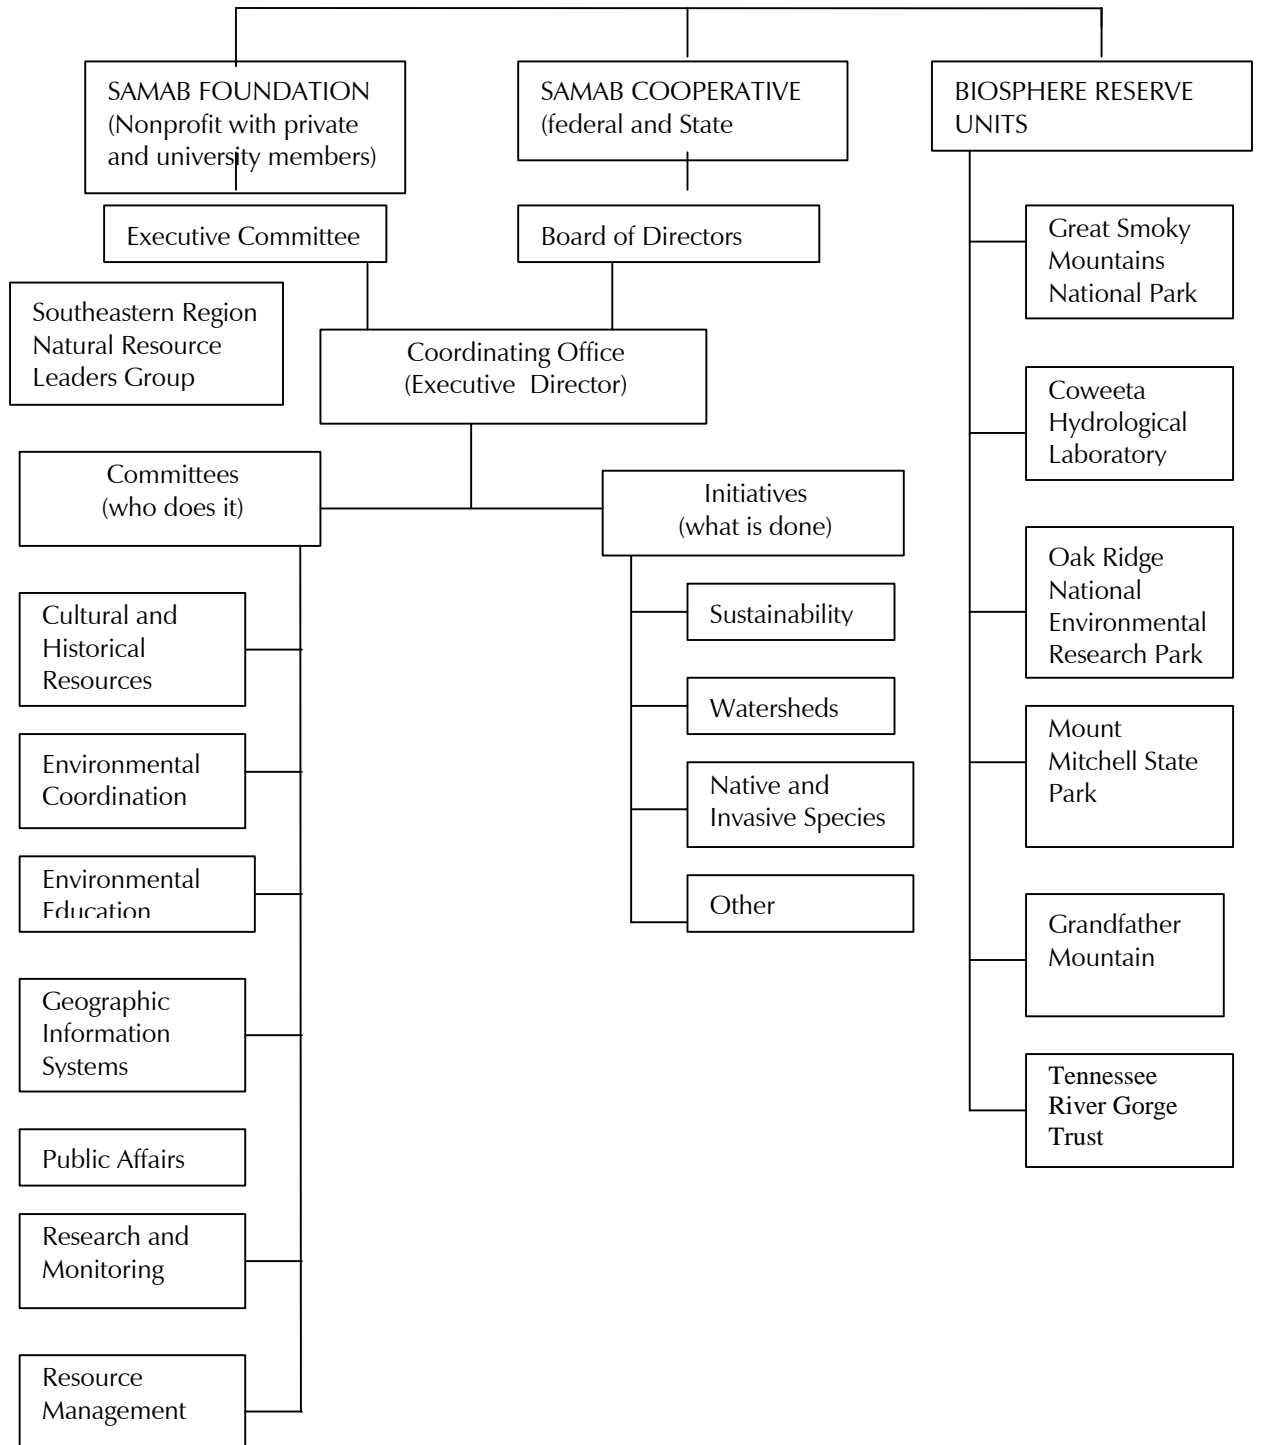 SAMAB FOUNDATION
(Nonprofit with private
and university members)
SAMAB COOPERATIVE
(federal and State
BIOSPHERE RESERVE
UNITS
Executive Committee
Board of Directors
Southeastern Region
Natural Resource
Leaders Group
Coordinating Office
(Executive Director)
Committees
(who does it)
Cultural and
Historical
Resources
Environmental
Coordination
Environmental
Education
Geographic
Information
Systems
Public Affairs
Research and
Monitoring
Resource
Management
Initiatives
(what is done)
Sustainability
Watersheds
Native and
Invasive Species
Other
Great Smoky
Mountains
National Park
Coweeta
Hydrological
Laboratory
Oak Ridge
National
Environmental
Research Park
Mount
Mitchell State
Park
Grandfather
Mountain
Tennessee
River Gorge
Trust